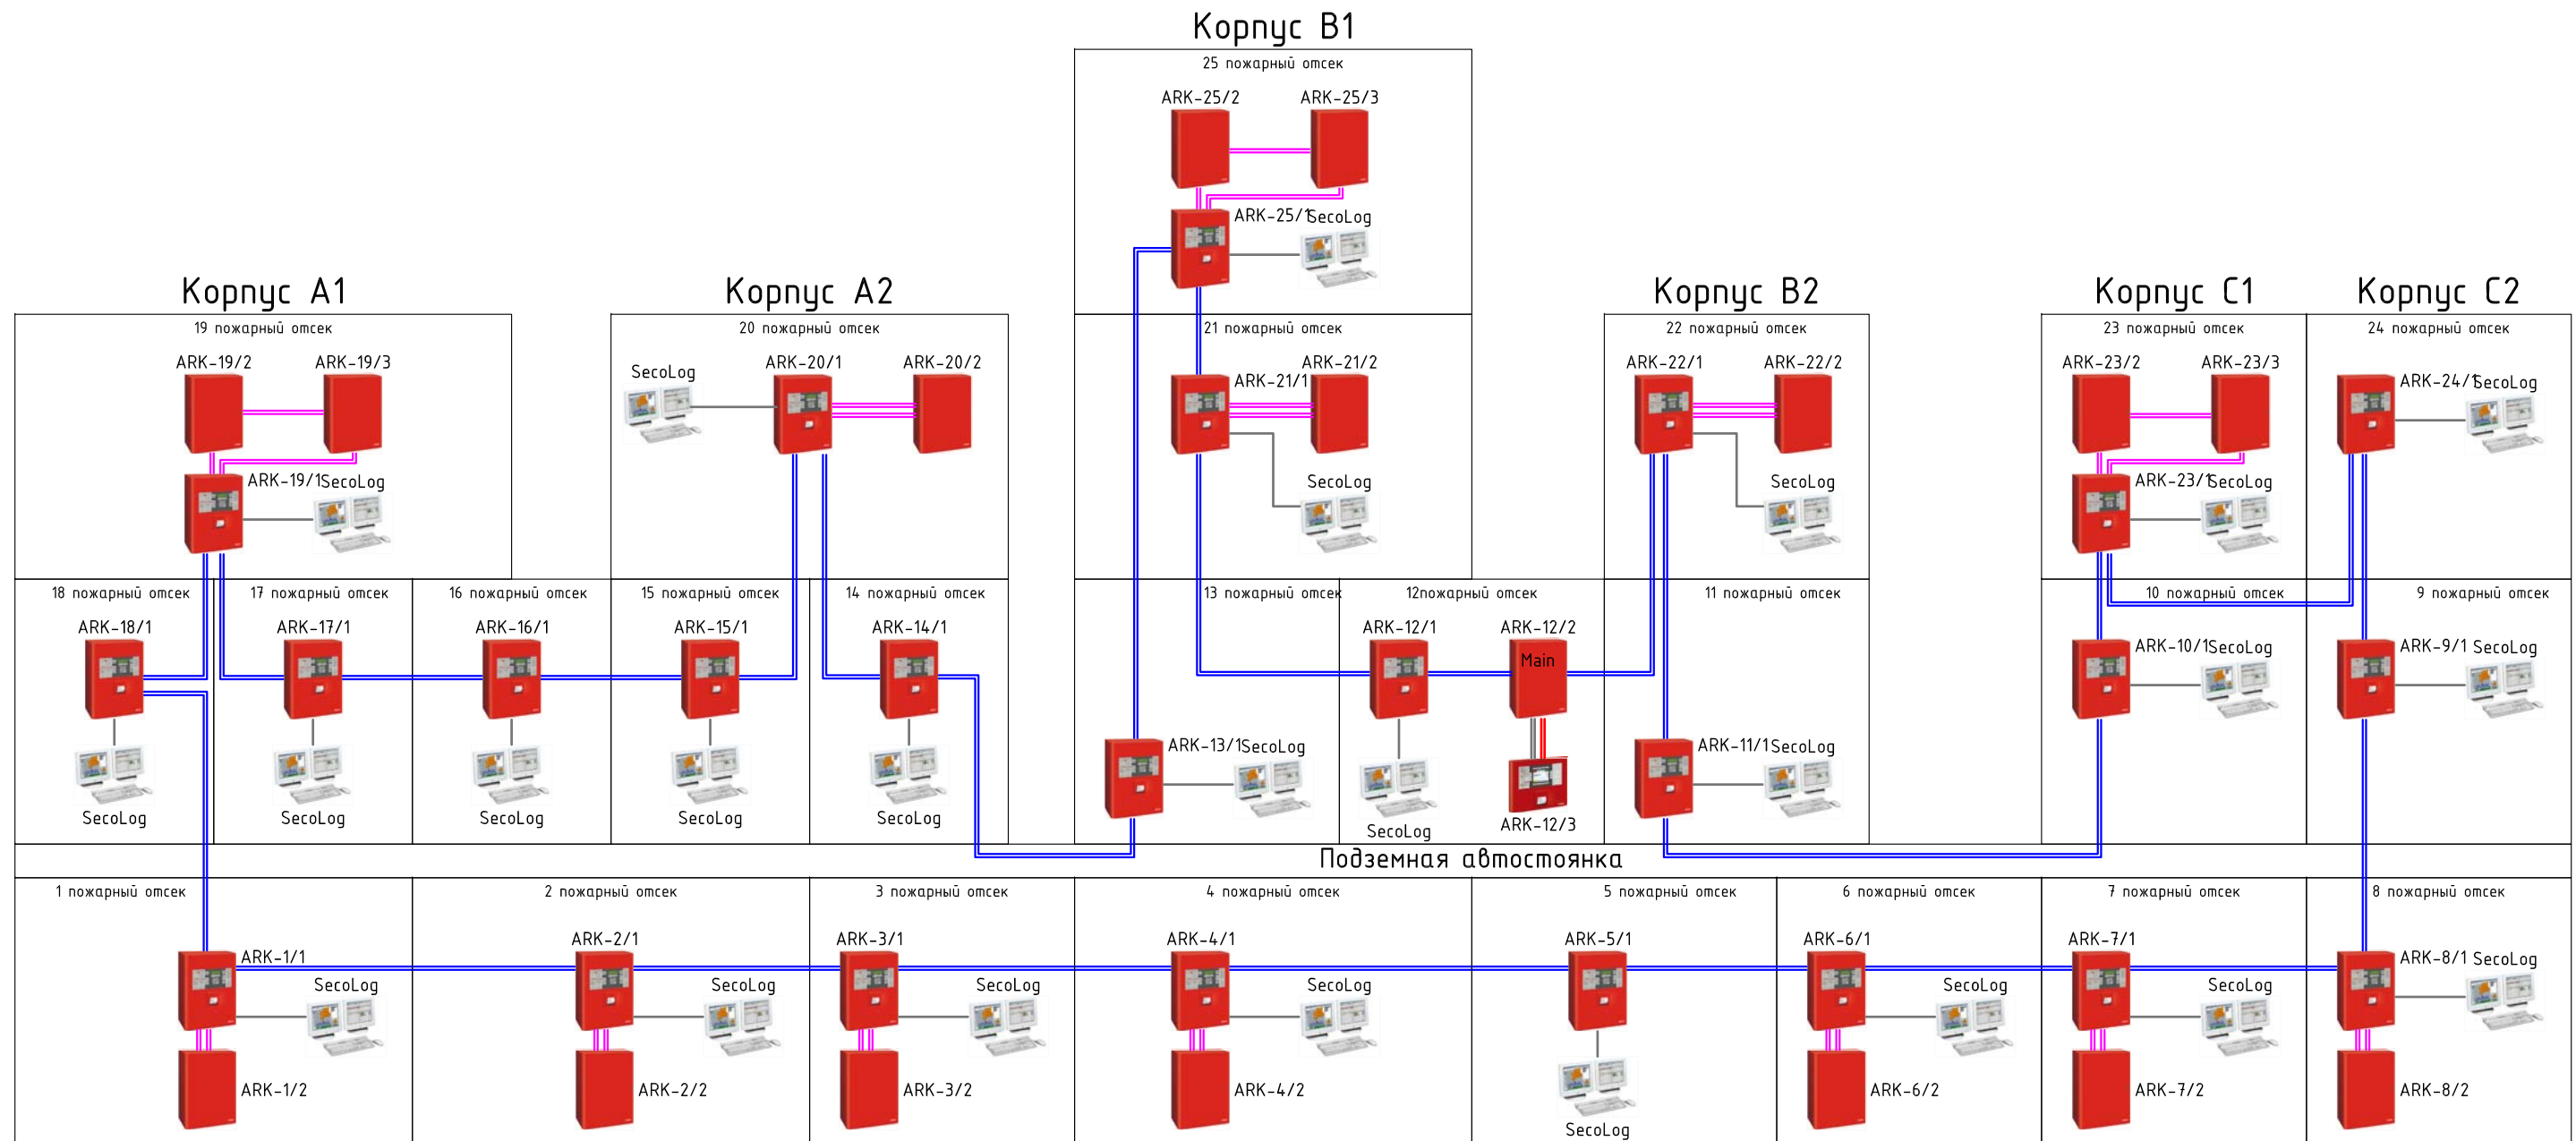 Корпус B1
25 пожарный отсек
ARK-25/2
ARK-25/3
ARK-25/1
SecoLog
Корпус A1
Корпус A2
Корпус B2
Корпус C1
Корпус C2
19 пожарный отсек
ARK-19/2
ARK-19/3
ARK-19/1
SecoLog
20 пожарный отсек
SecoLog
ARK-20/1
ARK-20/2
21 пожарный отсек
ARK-21/1
ARK-21/2
SecoLog
22 пожарный отсек
ARK-22/1
ARK-22/2
SecoLog
23 пожарный отсек
ARK-23/2
ARK-23/3
ARK-23/1
SecoLog
24 пожарный отсек
ARK-24/1
SecoLog
18 пожарный отсек
ARK-18/1
SecoLog
17 пожарный отсек
ARK-17/1
SecoLog
16 пожарный отсек
ARK-16/1
SecoLog
15 пожарный отсек
ARK-15/1
SecoLog
14 пожарный отсек
ARK-14/1
SecoLog
13 пожарный отсек
ARK-13/1
SecoLog
12пожарный отсек
ARK-12/1
ARK-12/2
Main
SecoLog
ARK-12/3
11 пожарный отсек
ARK-11/1
SecoLog
10 пожарный отсек
ARK-10/1
SecoLog
9 пожарный отсек
ARK-9/1
SecoLog
Подземная автостоянка
1 пожарный отсек
ARK-1/1
SecoLog
ARK-1/2
2 пожарный отсек
ARK-2/1
SecoLog
ARK-2/2
3 пожарный отсек
ARK-3/1
SecoLog
ARK-3/2
4 пожарный отсек
ARK-4/1
SecoLog
ARK-4/2
5 пожарный отсек
ARK-5/1
SecoLog
6 пожарный отсек
ARK-6/1
SecoLog
ARK-6/2
7 пожарный отсек
ARK-7/1
SecoLog
ARK-7/2
8 пожарный отсек
ARK-8/1
SecoLog
ARK-8/2